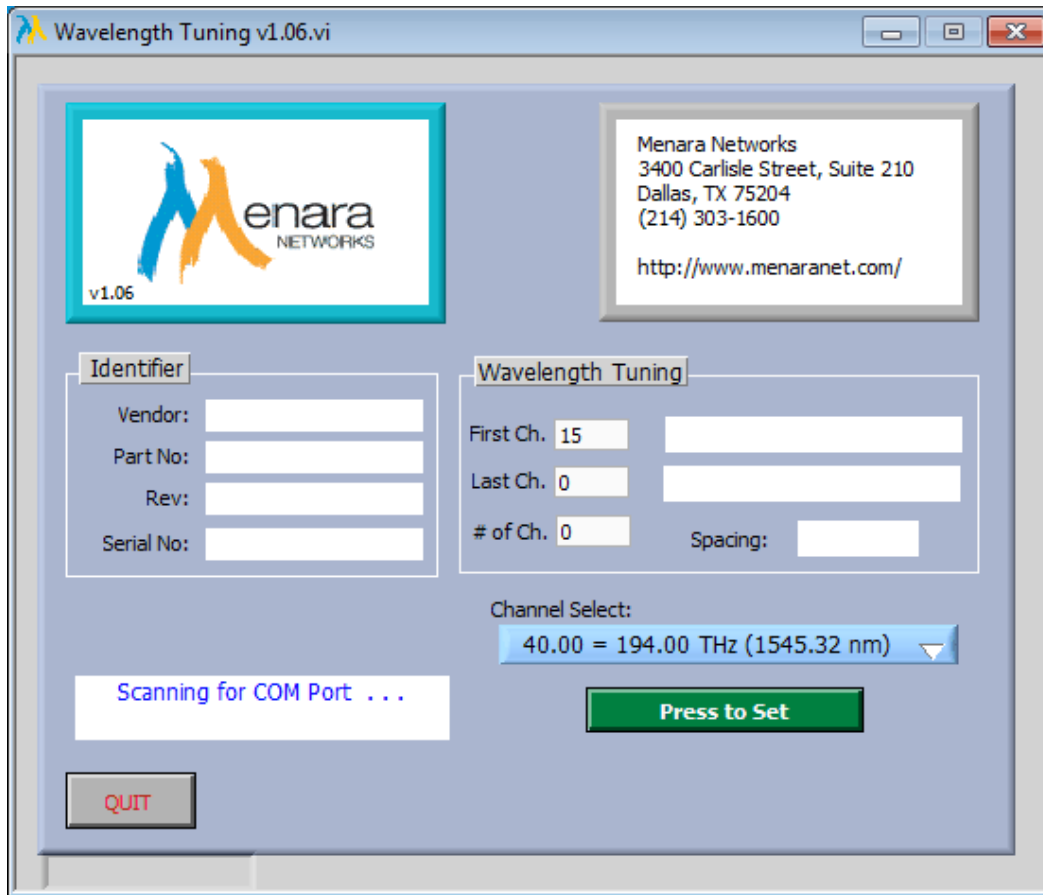 Wavelength Tuning v1.06.vi
Menara
NETWORKS
v1.06
Menara Networks
3400 Carlisle Street, Suite 210
Dallas, TX 75204
(214) 303-1600
http://www.menaranet.com/
Identifier
Vendor:
Part No:
Rev:
Serial No:
Wavelength Tuning
First Ch. 15
Last Ch. 0
# of Ch. 0
Spacing:
Channel Select:
40.00 = 194.00 THz (1545.32 nm)
Scanning for COM Port . . .
Press to Set
QUIT